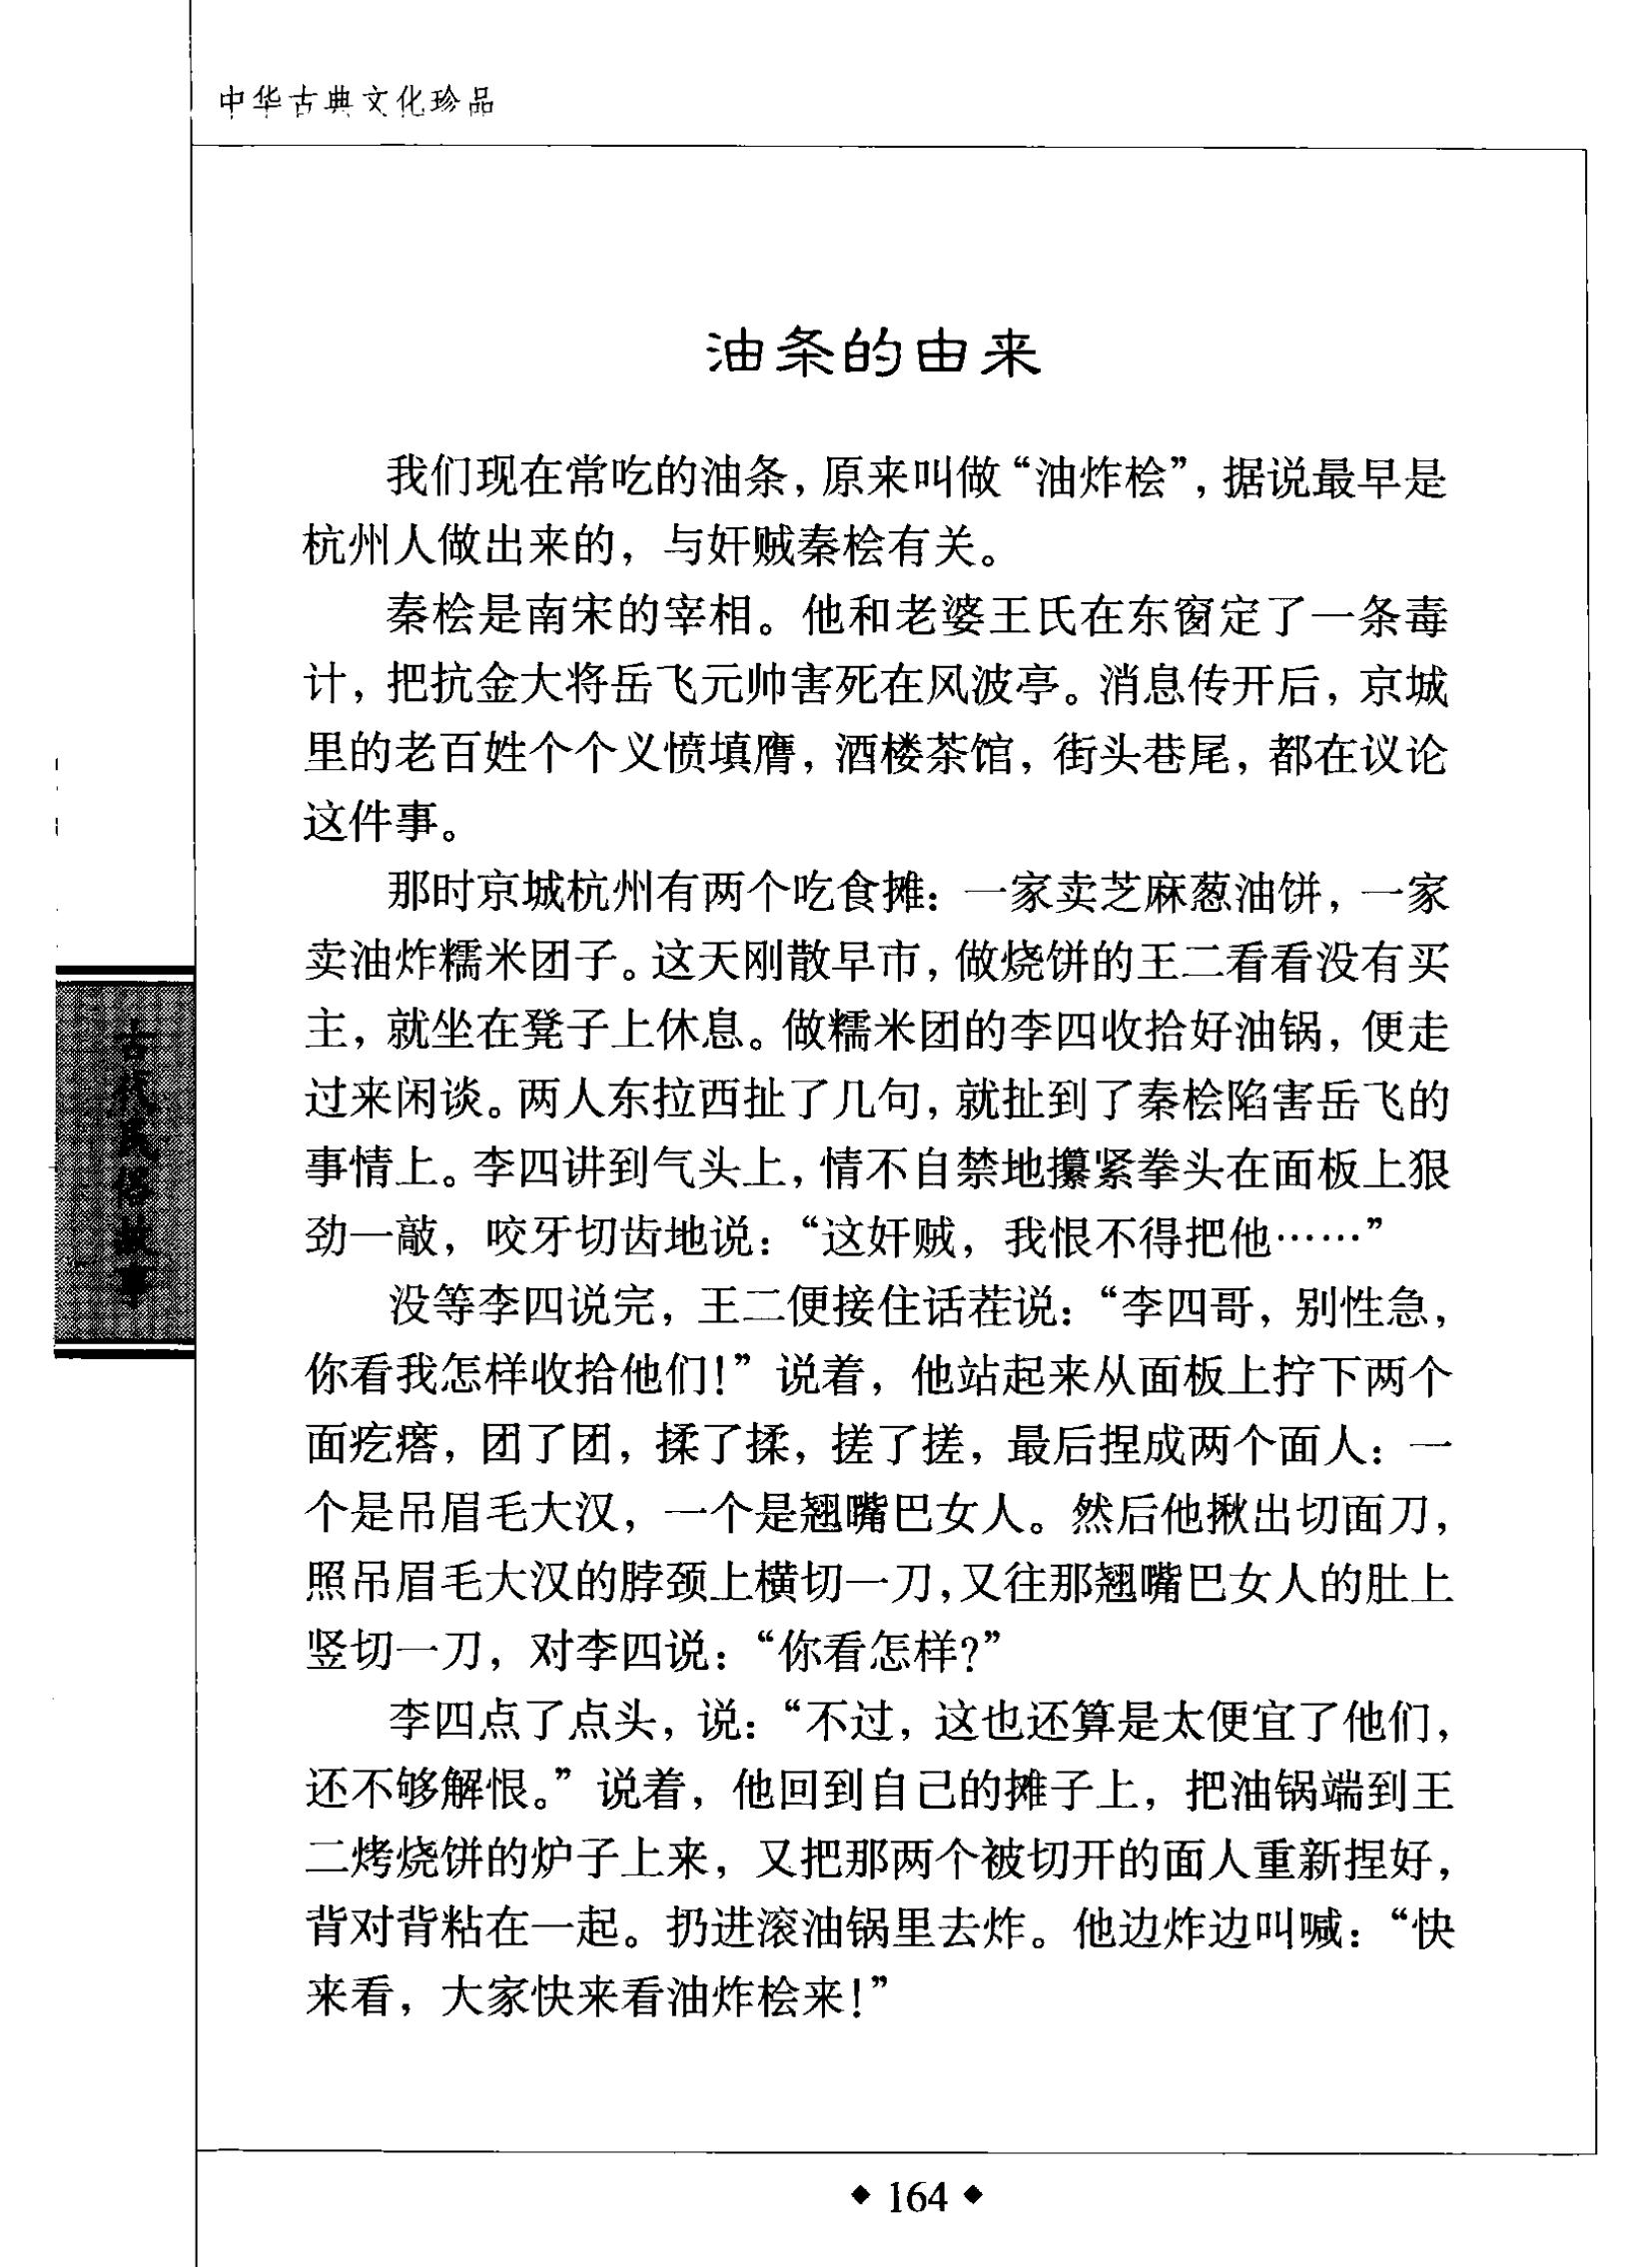 中华古典文化珍品
油条的由来
我们现在常吃的油条，原来叫做“油炸桧”，据说最早是
杭州人做出来的，与奸贼秦桧有关。
秦桧是南宋的宰相。他和老婆王氏在东窗定了一条毒
计，把抗金大将岳飞元帅害死在风波亭。消息传开后，京城
里的老百姓个个义愤填膺，酒楼茶馆，街头巷尾，都在议论
这件事。
那时京城杭州有两个吃食摊：一家卖芝麻葱油饼，一家
卖油炸糯米团子。这天刚散早市，做烧饼的王二看看没有买
主，就坐在凳子上休息。做糯米团的李四收拾好油锅，便走
过来闲谈。两人东拉西扯了几句，就扯到了秦桧陷害岳飞的
事情上。李四讲到气头上，情不自禁地攥紧拳头在面板上狠
劲一敲，咬牙切齿地说：“这奸贼，我恨不得把他……”
没等李四说完，王二便接住话茬说：“李四哥，别性急，
你看我怎样收拾他们！”说着，他站起来从面板上拧下两个
面疙瘩，团了团，揉了揉，搓了搓，最后捏成两个面人：一
个是吊眉毛大汉，一个是翘嘴巴女人。然后他揪出切面刀，
照吊眉毛大汉的脖颈上横切一刀，又往那翘嘴巴女人的肚上
竖切一刀，对李四说：“你看怎样？”
李四点了点头，说：“不过，这也还算是太便宜了他们，
还不够解恨。”说着，他回到自己的摊子上，把油锅端到王
二烤烧饼的炉子上来，又把那两个被切开的面人重新捏好，
背对背粘在一起。扔进滚油锅里去炸。他边炸边叫喊：“快
来看，大家快来看油炸桧来！”
古代民俗故事
◆ 164 ◆